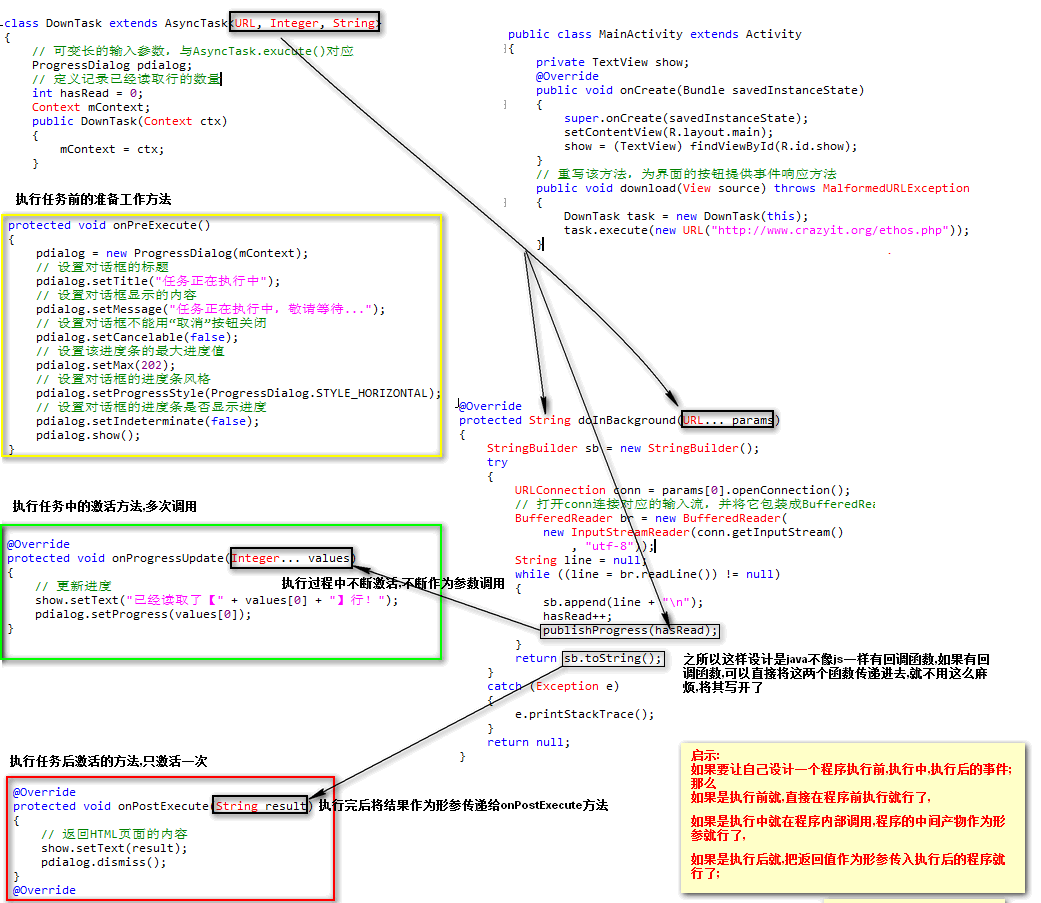 class DownTask extends AsyncTask<URL, Integer, String>
{
// 可变长的输入参数，与AsyncTask.exucute()对应
ProgressDialog pdialog;
// 定义记录已经读取行的数量
int hasRead = 0;
Context mContext;
public DownTask(Context ctx)
{
mContext = ctx;
}
执行任务前的准备工作方法
protected void onPreExecute()
{
pdialog = new ProgressDialog(mContext);
// 设置对话框的标题
pdialog.setTitle("任务正在执行中");
// 设置对话框显示的内容
pdialog.setMessage("任务正在执行中，敬请等待...");
// 设置对话框不能用“取消”按钮关闭
pdialog.setCancelable(false);
// 设置该进度条的最大进度值
pdialog.setMax(202);
// 设置对话框的进度条风格
pdialog.setProgressStyle(ProgressDialog.STYLE_HORIZONTAL);
// 设置对话框的进度条是否显示进度
pdialog.setIndeterminate(false);
pdialog.show();
}
执行任务中的激活方法,多次调用
@Override
protected void onProgressUpdate(Integer... values)
{
// 更新进度
show.setText("已经读取了【" + values[0] + "】行！");
pdialog.setProgress(values[0]);
}
执行过程中不断激活,不断作为参数调用
执行任务后激活的方法,只激活一次
@Override
protected void onPostExecute(String result)
{
// 返回HTML页面的内容
show.setText(result);
pdialog.dismiss();
}
@Override
执行完后将结果作为形参传递给onPostExecute方法
public class MainActivity extends Activity
{
private TextView show;
@Override
public void onCreate(Bundle savedInstanceState)
{
super.onCreate(savedInstanceState);
setContentView(R.layout.main);
show = (TextView) findViewById(R.id.show);
}
// 重写该方法，为界面的按钮提供事件响应方法
public void download(View source) throws MalformedURLException
{
DownTask task = new DownTask(this);
task.execute(new URL("http://www.crazyit.org/ethos.php"));
}
@Override
protected String doInBackground(URL... params)
{
StringBuilder sb = new StringBuilder();
try
{
URLConnection conn = params[0].openConnection();
// 打开conn连接对应的输入流，并将它包装成BufferedRea
BufferedReader br = new BufferedReader(
new InputStreamReader(conn.getInputStream()
, "utf-8"));
String line = null;
while ((line = br.readLine()) != null)
{
sb.append(line + "\n");
hasRead++;
publishProgress(hasRead);
}
return sb.toString();
}
catch (Exception e)
{
e.printStackTrace();
}
return null;
}
之所以这样设计是java不像js一样有回调函数,如果有回
调函数,可以直接将这两个函数传递进去,就不用这么麻
烦,将其写开了
启示:
如果要让自己设计一个程序执行前,执行中,执行后的事件;
那么
如果是执行前就,直接在程序前执行就行了,
如果是执行中就在程序内部调用,程序的中间产物作为形
参就行了,
如果是执行后就,把返回值作为形参传入执行后的程序就
行了;